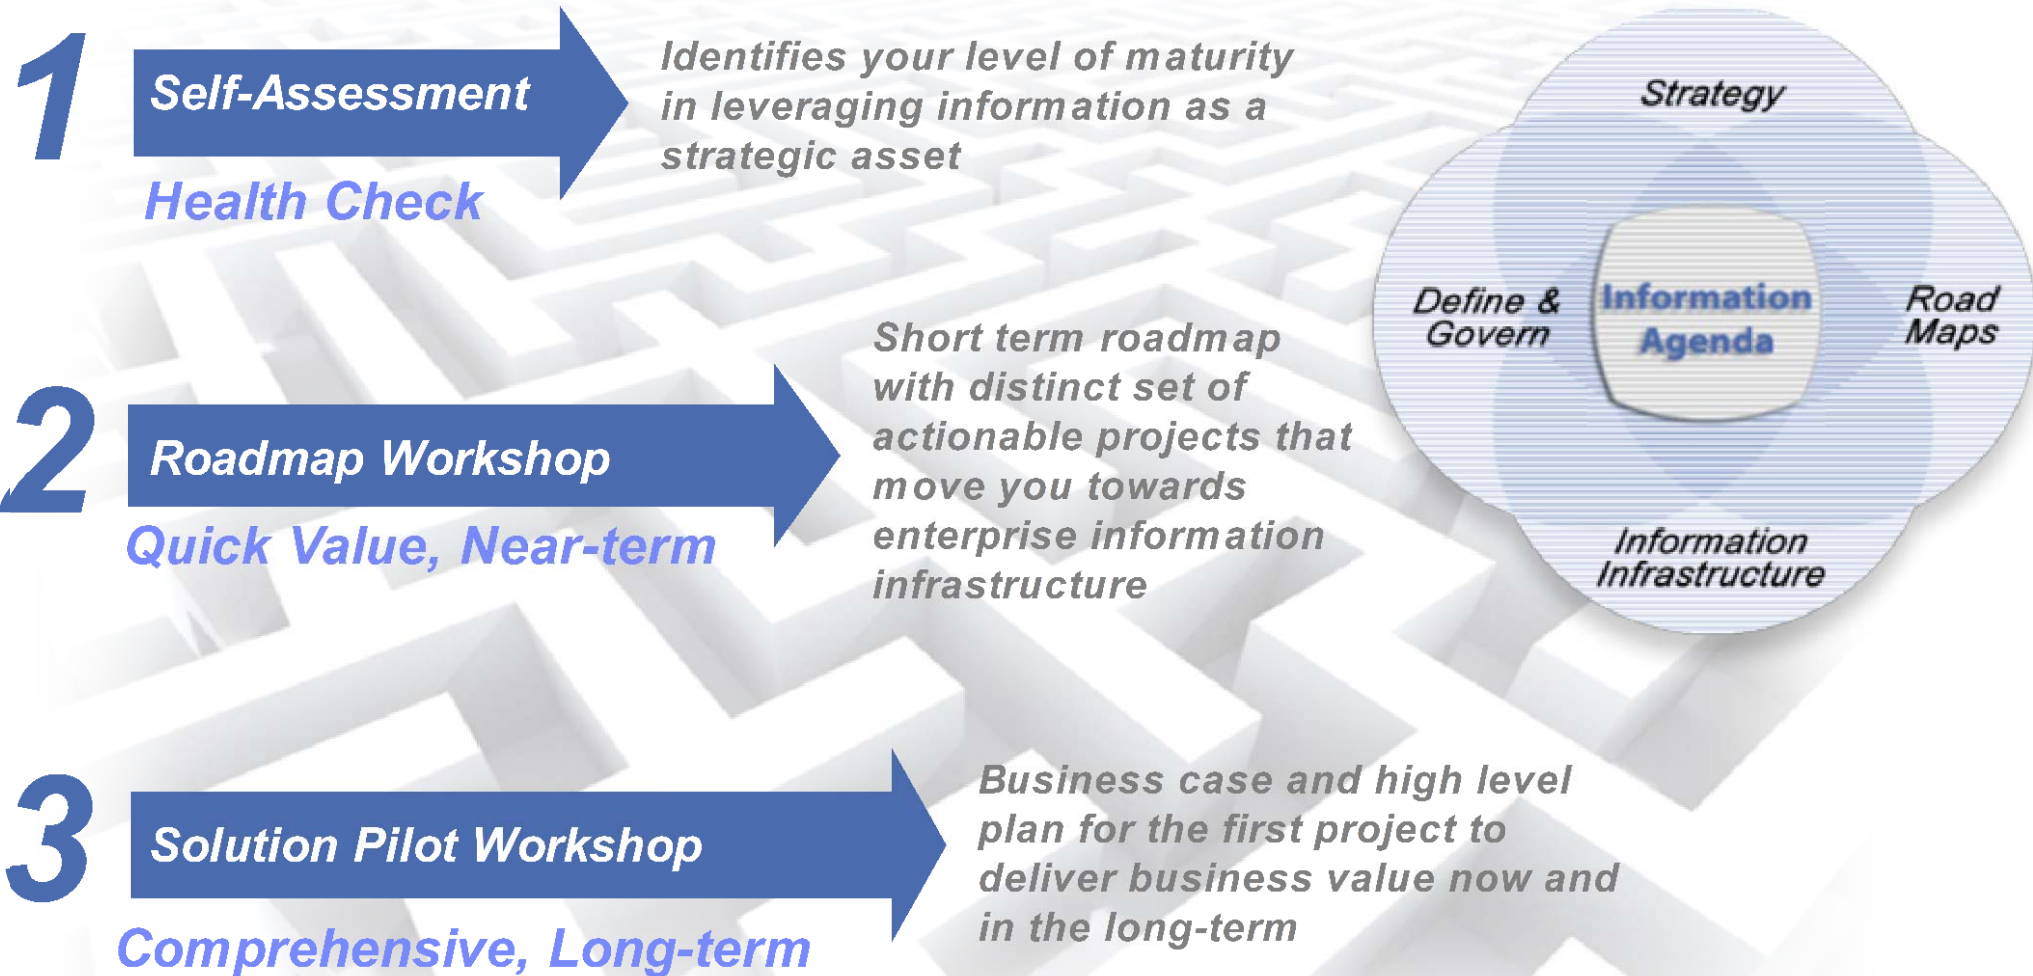 1
Self-Assessment
Health Check
Identifies your level of maturity
in leveraging information as a
strategic asset
2
Roadmap Workshop
Quick Value, Near-term
Short term roadmap
with distinct set of
actionable projects that
move you towards
enterprise information
infrastructure
3
Solution Pilot Workshop
Comprehensive, Long-term
Business case and high level
plan for the first project to
deliver business value now and
in the long-term
Strategy
Define &
Govern
Information
Agenda
Road
Maps
Information
Infrastructure